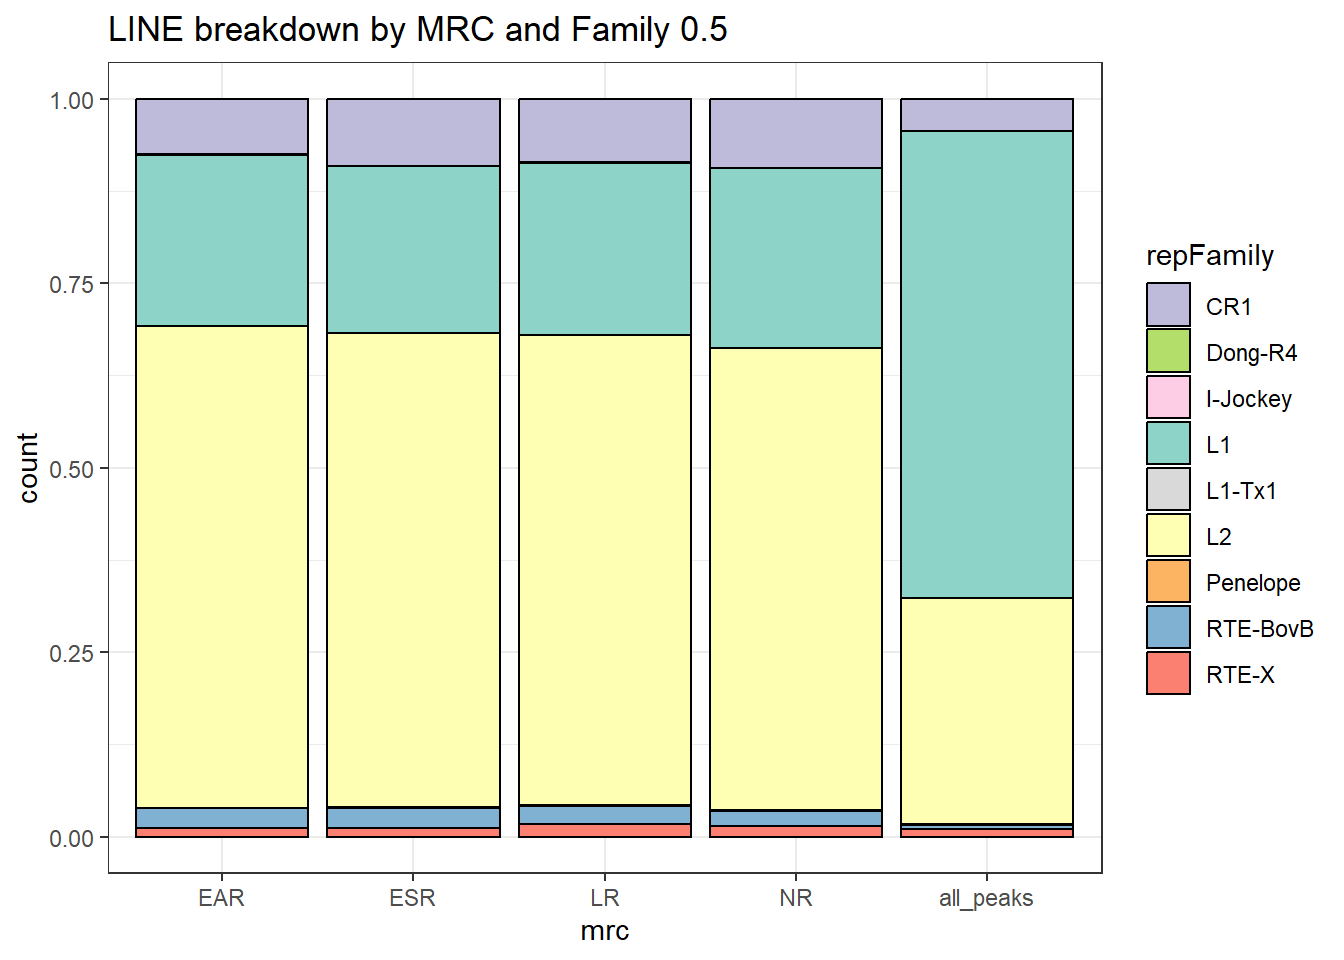 LINE breakdown by MRC and Family 0.5
count
1.00
0.75
0.50
0.25
0.00
EAR
ESR
LR
NR
all_peaks
mrc
repFamily
CR1
Dong-R4
I-Jockey
L1
L1-Tx1
L2
Penelope
RTE-BovB
RTE-X